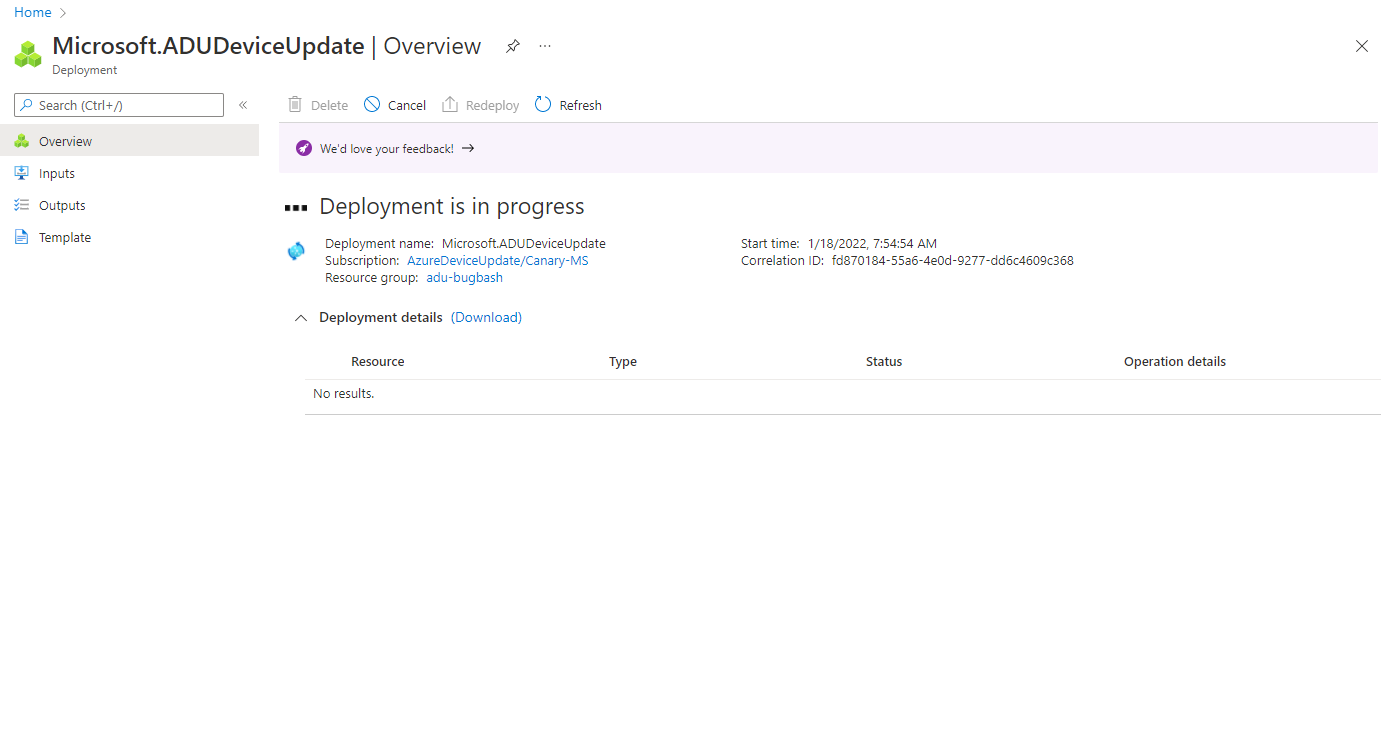 Home
Microsoft.ADUDeviceUpdate | Overview
Deployment
Search (Ctrl+/)
Delete Cancel Redeploy Refresh
Overview
Inputs
Outputs
Template
We'd love your feedback! →
Deployment is in progress
Deployment name: Microsoft.ADUDeviceUpdate
Subscription: AzureDeviceUpdate/Canary-MS
Resource group: adu-bugbash
Start time: 1/18/2022, 7:54:54 AM
Correlation ID: fd870184-55a6-4e0d-9277-dd6c4609c368
Deployment details (Download)
Resource Type Status Operation details
No results.